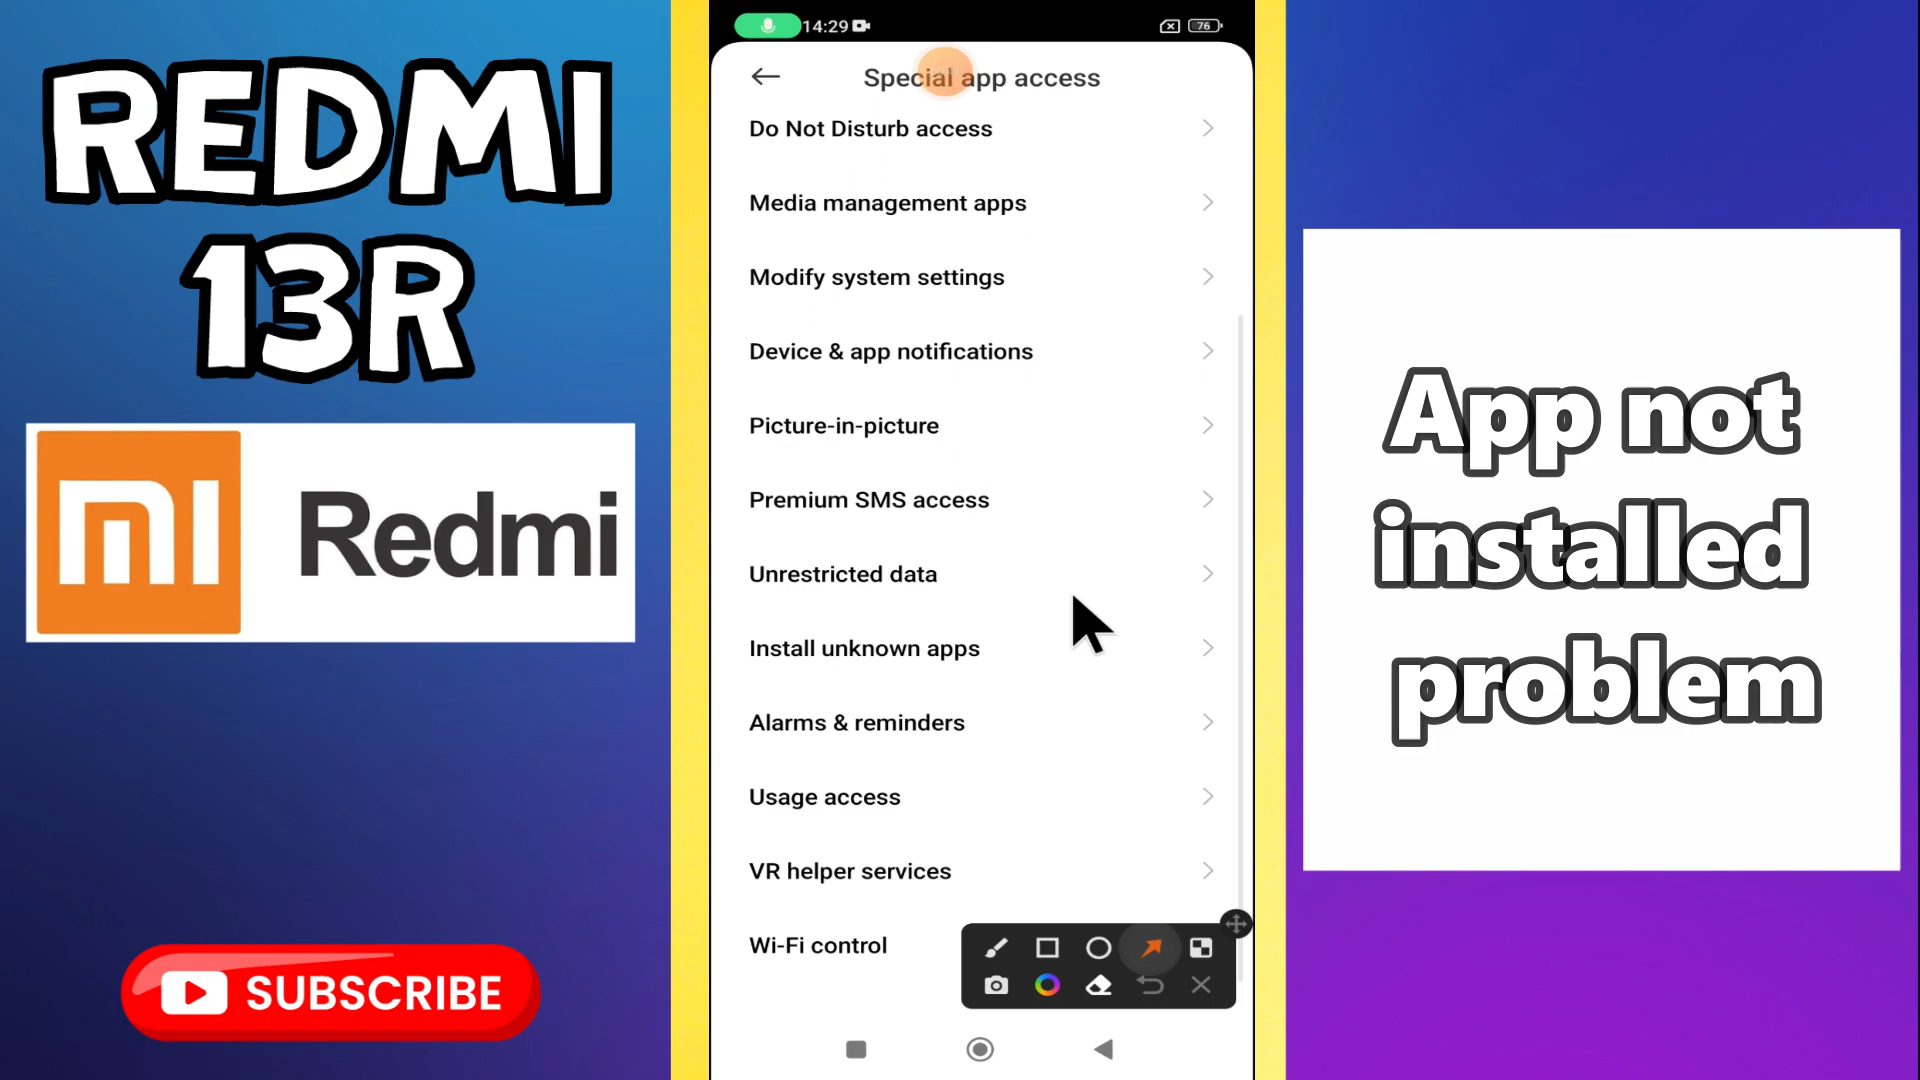 REDMI
13R
Redmi
SUBSCRIBE
14:29
76
Special app access
Do Not Disturb access
Media management apps
Modify system settings
Device & app notifications
Picture-in-picture
Premium SMS access
Unrestricted data
Install unknown apps
Alarms & reminders
Usage access
VR helper services
Wi-Fi control
App not
installed
problem